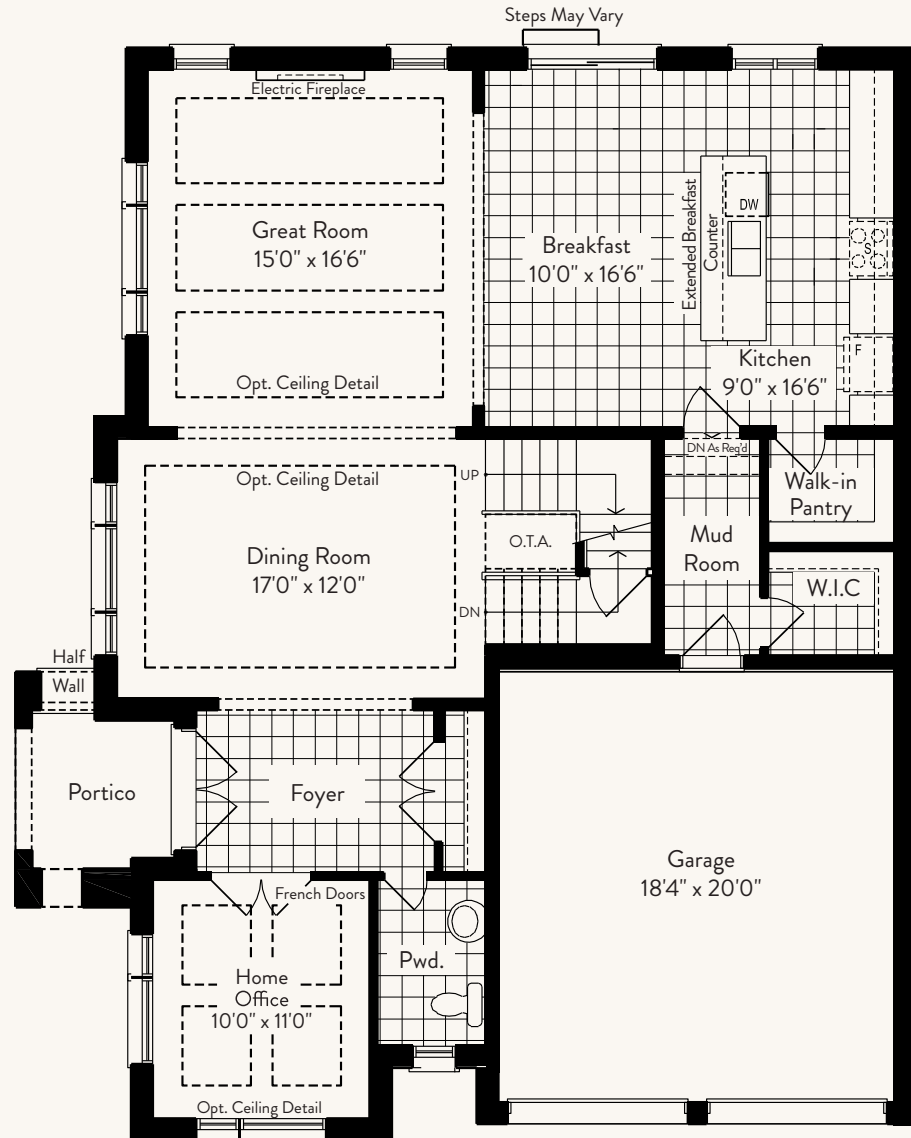 Steps May Vary
Electric Fireplace
Great Room
15'0" x 16'6"
Opt. Ceiling Detail
Breakfast
10'0" x 16'6"
Extended Breakfast
Counter
DW
S
F
Kitchen
9'0" x 16'6"
DN As Req'd
Walk-in
Pantry
Mud
Room
W.I.C
Opt. Ceiling Detail
Dining Room
17'0" x 12'0"
UP
O.T.A.
DN
Half
Wall
Portico
Foyer
Garage
18'4" x 20'0"
French Doors
Home
Office
10'0" x 11'0"
Opt. Ceiling Detail
Pwd.